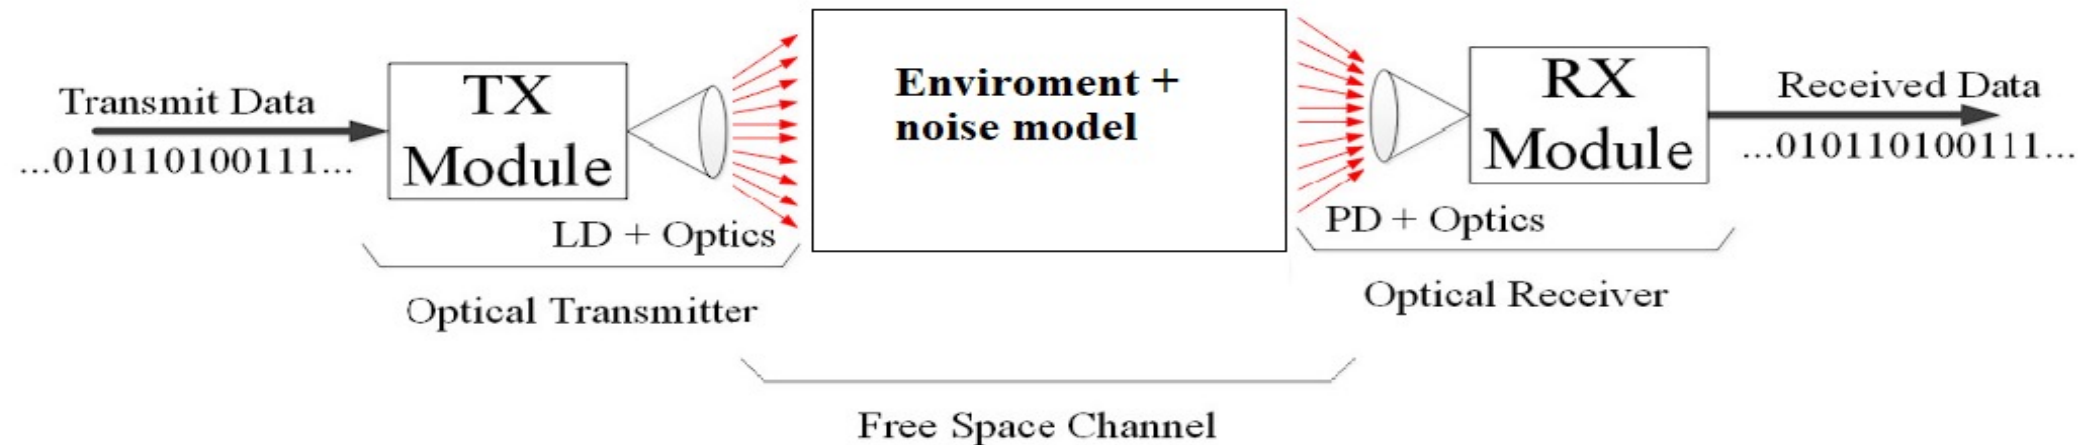 Transmit Data
...010110100111...
TX
Module
LD + Optics
Optical Transmitter
Enviroment +
noise model
Free Space Channel
RX
Module
PD + Optics
Optical Receiver
Received Data
...010110100111...